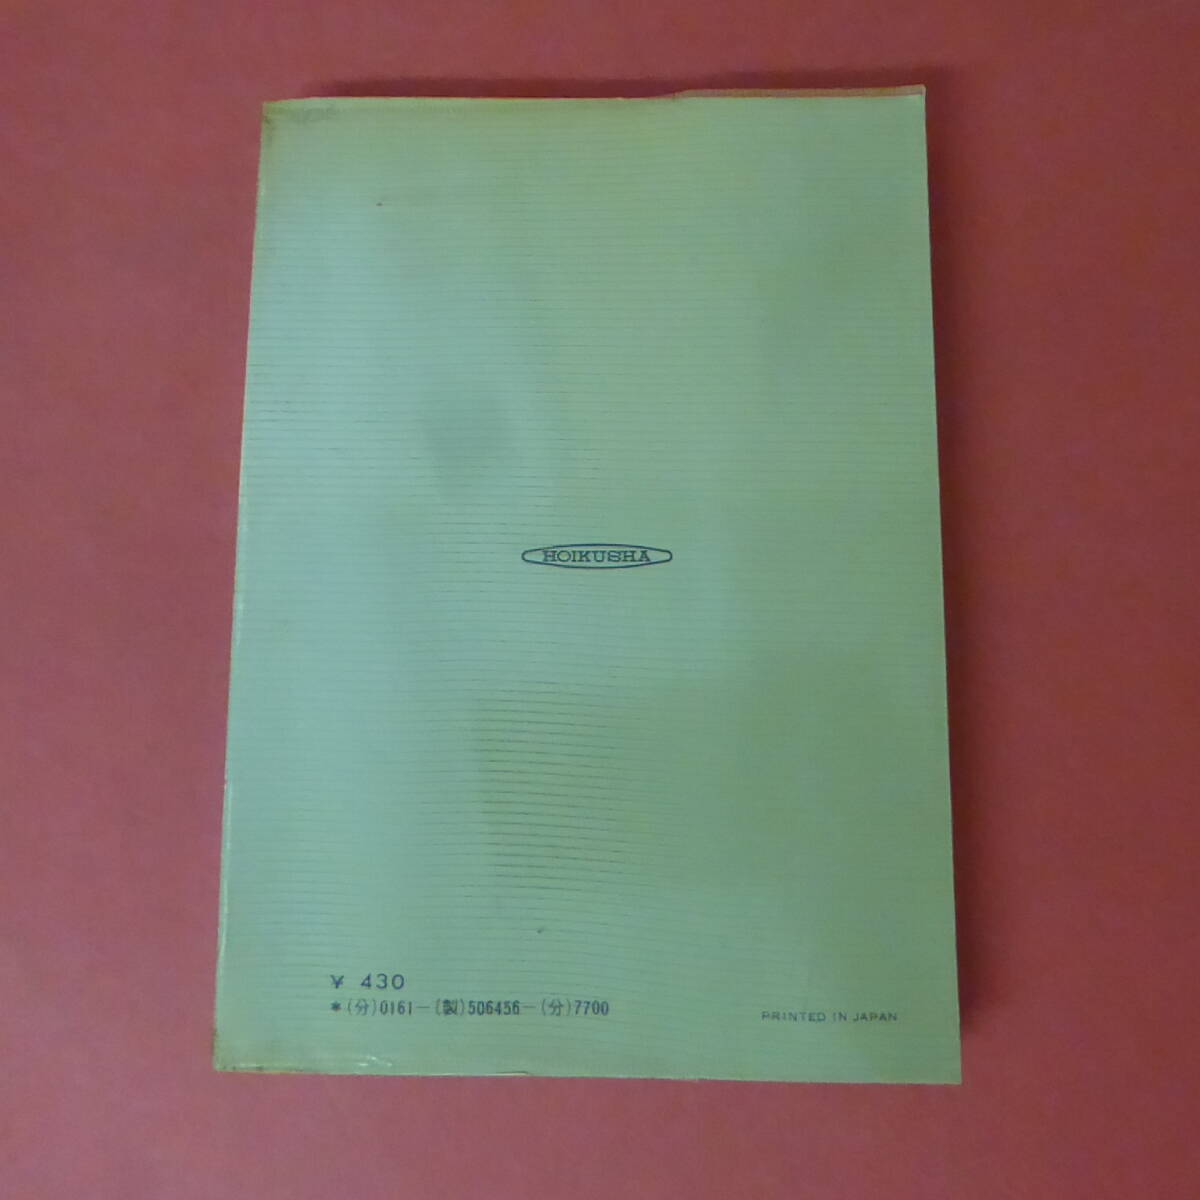 HOIKUSHA
¥ 430
*(分)0161-(製)506456-(分)7700
PRINTED IN JAPAN